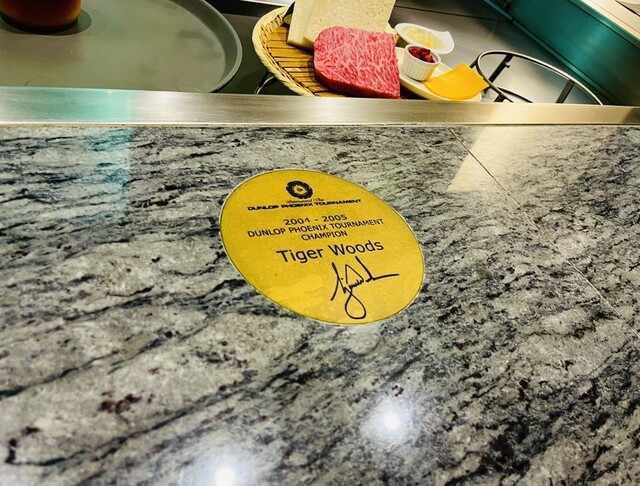 DUNLOP PHOENIX TOURNAMENT
2004 - 2005
DUNLOP PHOENIX TOURNAMENT
CHAMPION
Tiger Woods